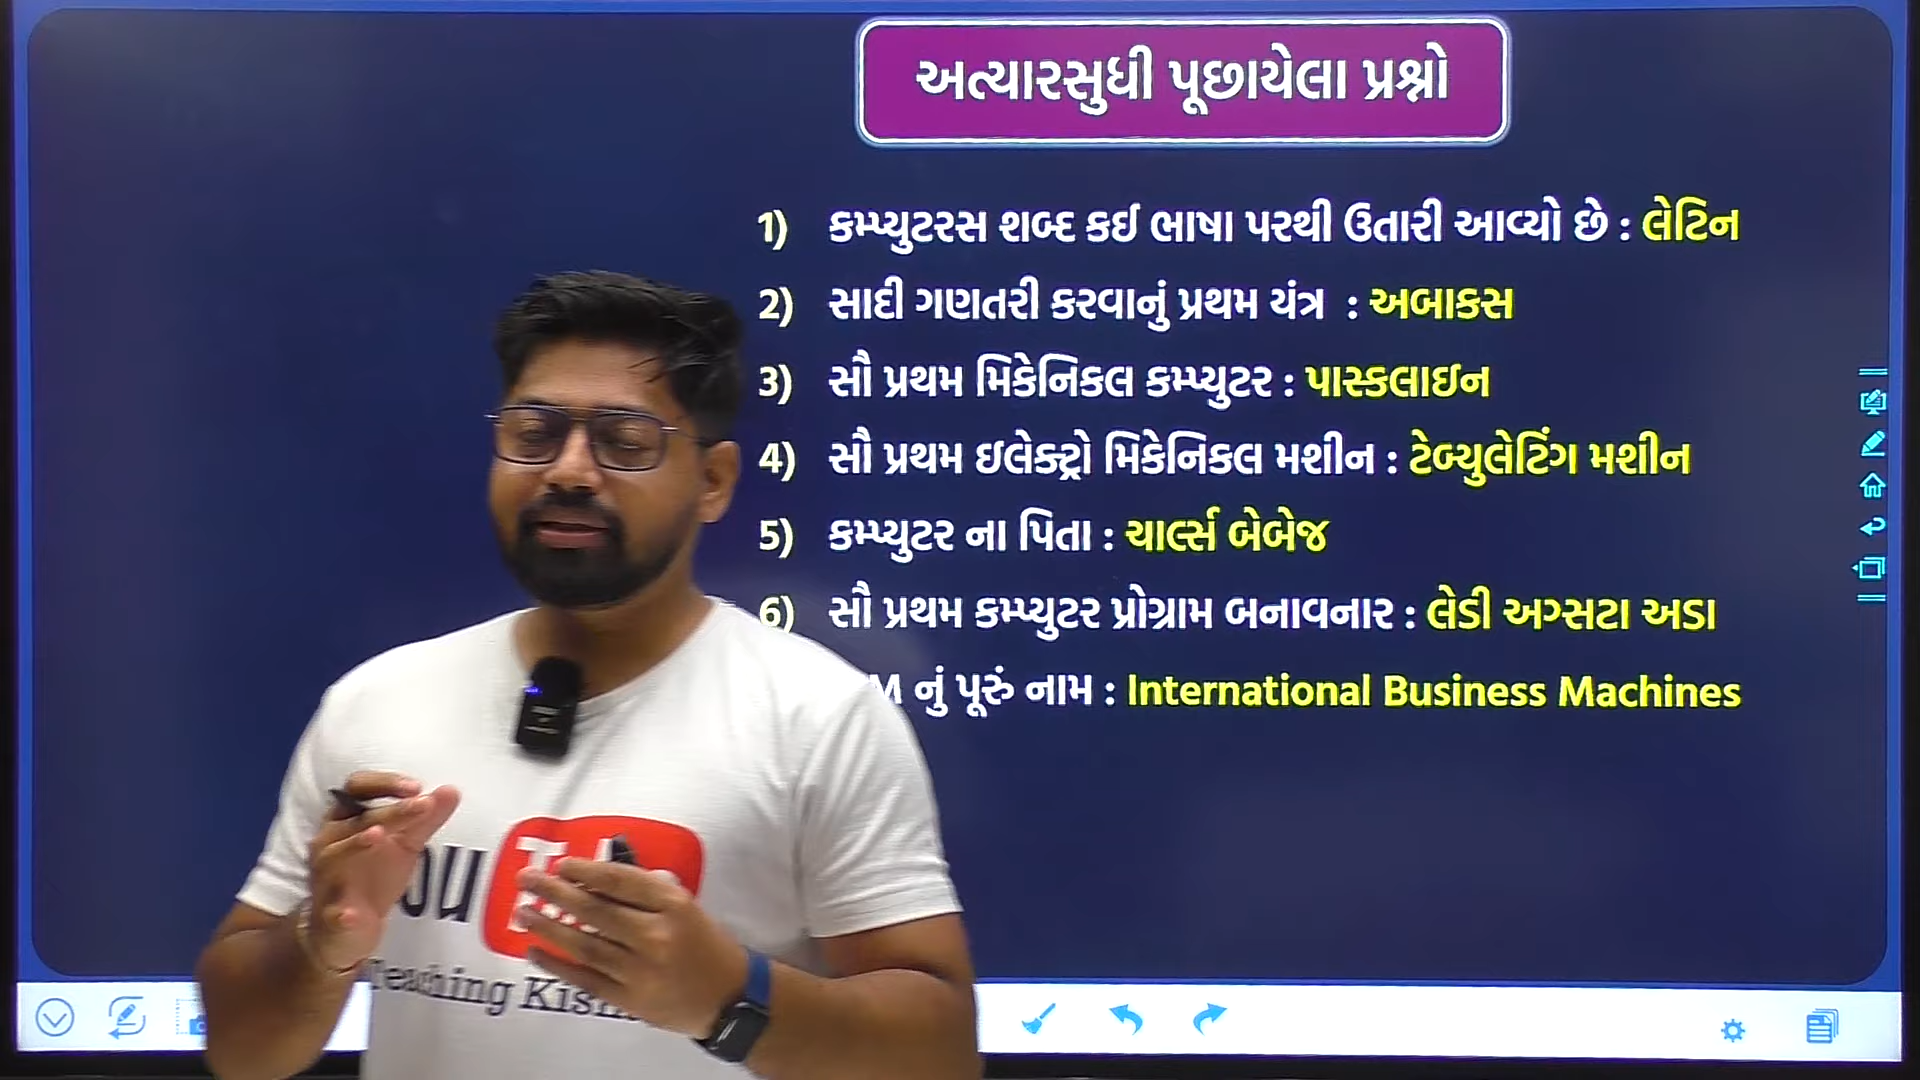 અત્યારસુધી પૂછાયેલા પ્રશ્નો
1) કમ્પ્યુટરસ શબ્દ કઈ ભાષા પરથી ઉતારી આવ્યો છે : લેટિન
2) સાદી ગણતરી કરવાનું પ્રથમ યંત્ર : અબાકસ
3) સૌ પ્રથમ મિકેનિકલ કમ્પ્યુટર : પાસ્કલાઇન
4) સૌ પ્રથમ ઇલેક્ટ્રો મિકેનિકલ મશીન : ટેબ્યુલેટિંગ મશીન
5) કમ્પ્યુટર ના પિતા : ચાર્લ્સ બેબેજ
6) સૌ પ્રથમ કમ્પ્યુટર પ્રોગ્રામ બનાવનાર : લેડી અગ્સટા અડા
M નું પૂરું નામ : International Business Machines